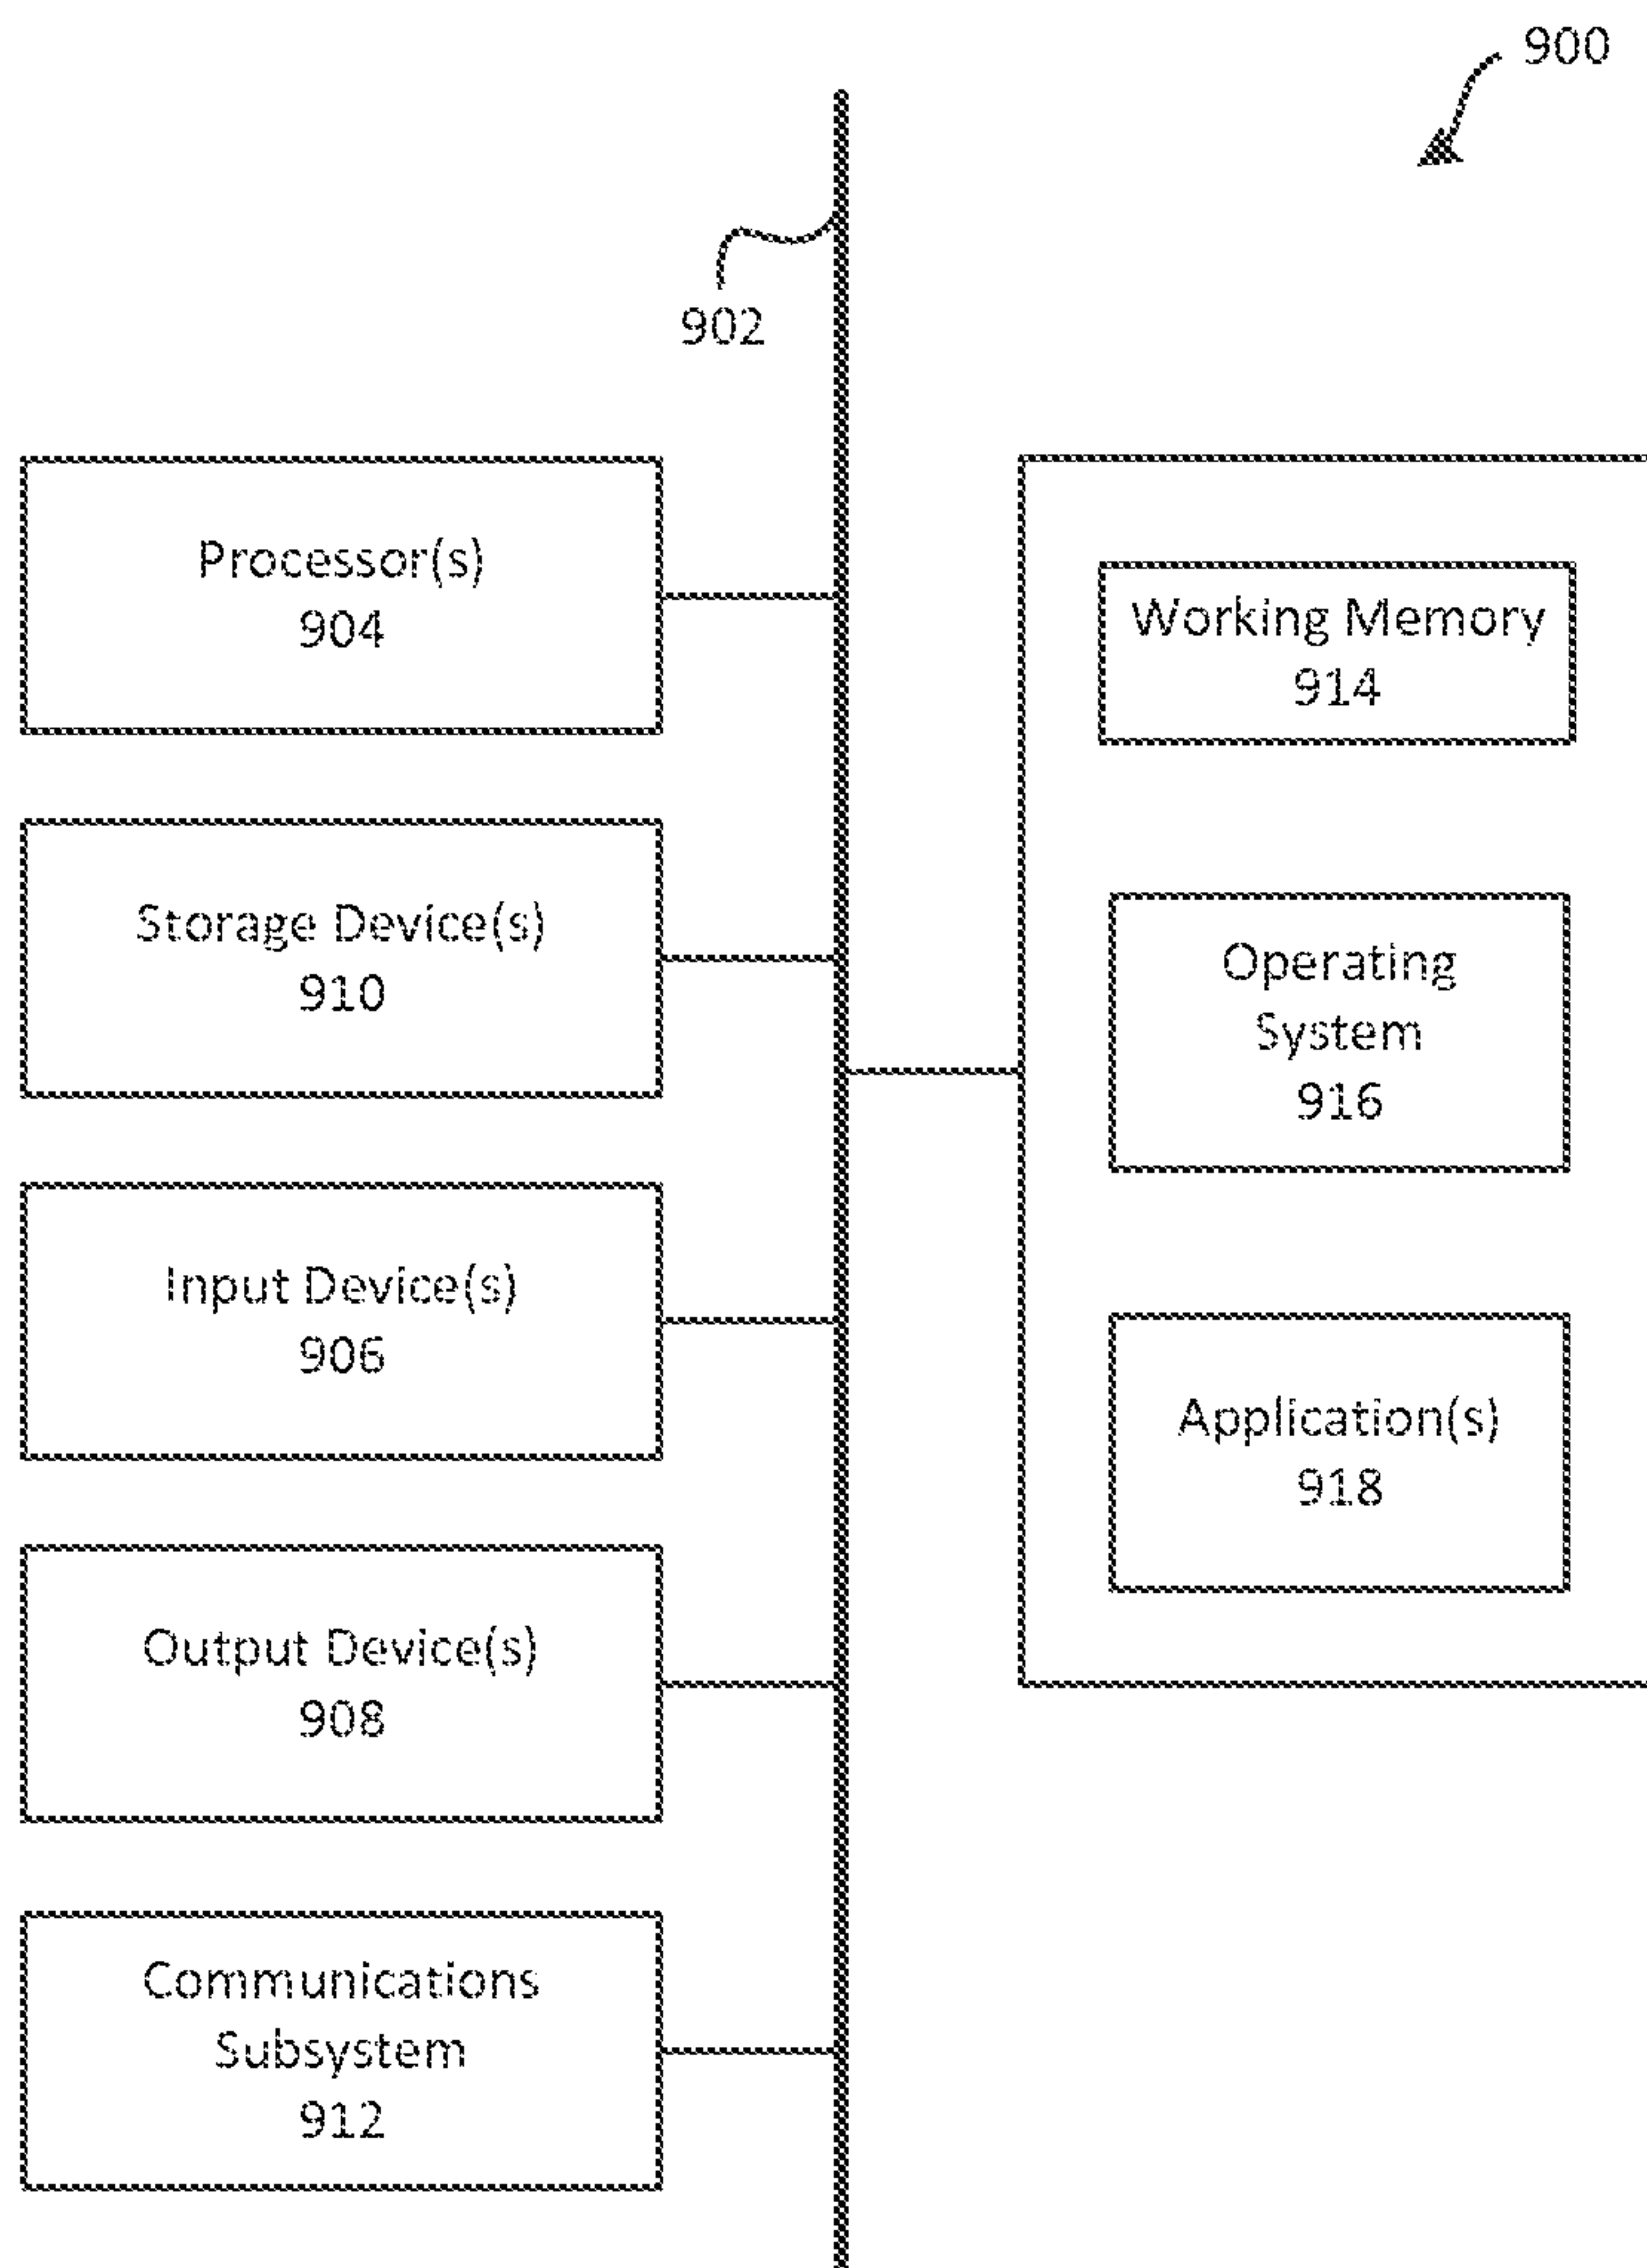 900
902
Processor(s)
904
Storage Device(s)
910
Input Device(s)
906
Output Device(s)
908
Communications
Subsystem
912
Working Memory
914
Operating
System
916
Application(s)
918